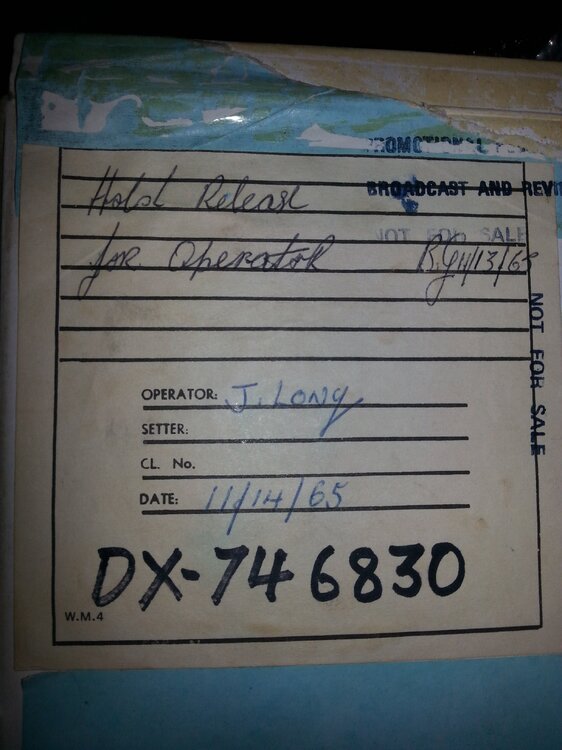 PROMOTIONAL
BROADCAST AND REVI
NOT FOR SALE
Hold Release
for Operator B.G 11/13/65
NOT FOR SALE
OPERATOR: J. LONG
SETTER:
CL. No.
DATE: 11/14/65
DX-746830
W.M.4